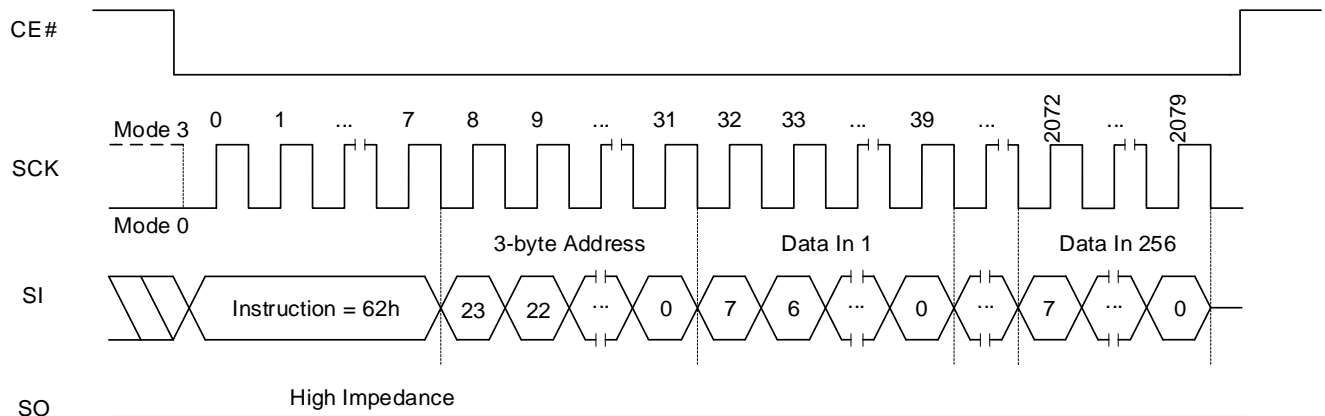 CE#
Mode 3 0 1 ... 7 8 9 ... 31 32 33 ... 39 ... 2072 ... 2079
SCK
Mode 0
3-byte Address Data In 1 Data In 256
SI Instruction = 62h 23 22 ... 0 7 6 ... 0 ... 7 ... 0
High Impedance
SO